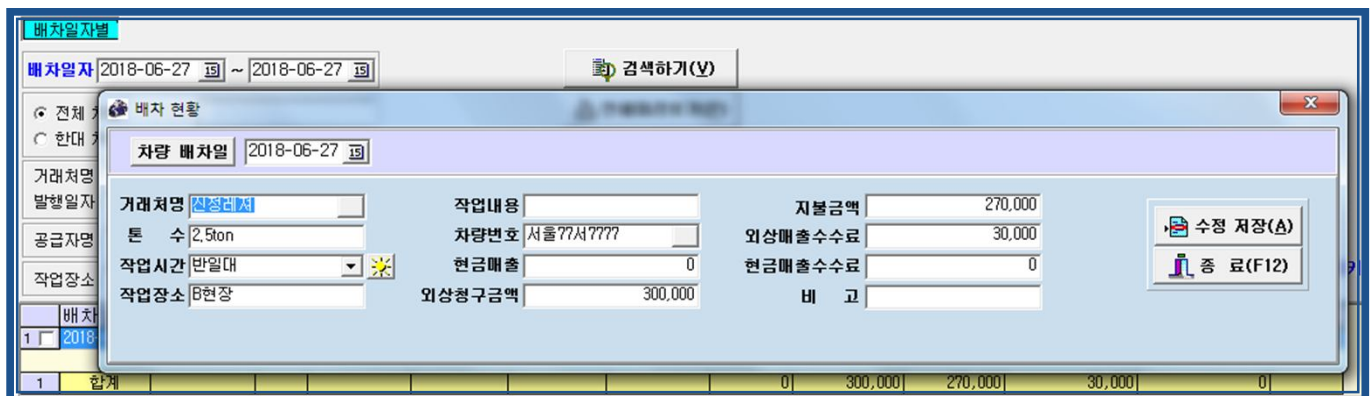 배차일자별
배차일자 2018-06-27 15 ~ 2018-06-27 15 검색하기(V)
전체
한대
거래처명
발행일자
공급자명
작업장소
배차 현황
차량 배차일 2018-06-27 15
거래처명 신정레져 작업내용 지불금액 270,000
톤 수 2,5ton 차량번호 서울77서7777 외상매출수수료 30,000
작업시간 반일대 현금매출 0 현금매출수수료 0
작업장소 B현장 외상청구금액 300,000 비 고
수정 저장(A)
종 료(F12)
배차
1 2018-
1 합계 0 300,000 270,000 30,000 0